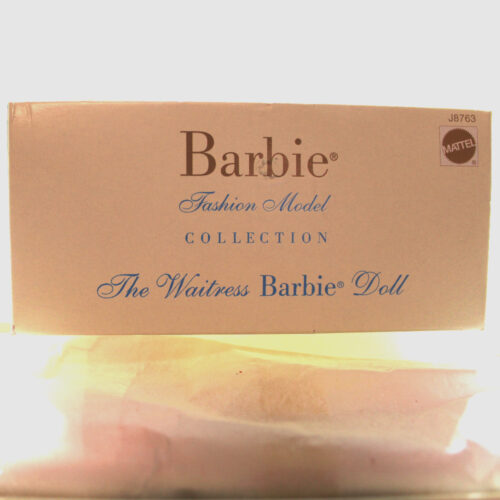 J8763
MATTEL
®
Barbie®
Fashion Model
COLLECTION
The Waitress Barbie® Doll